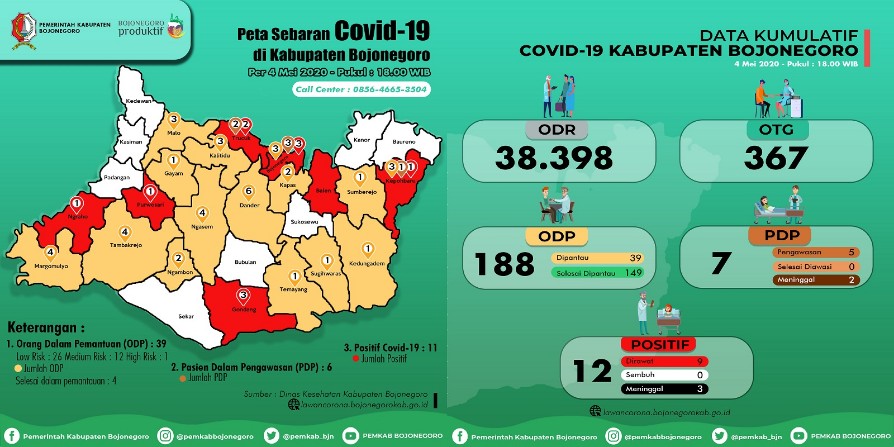 PEMERINTAH KABUPATEN
BOJONEGORO
BOJONEGORO
produktif
Peta Sebaran Covid-19
di Kabupaten Bojonegoro
Per 4 Mei 2020 - Pukul : 18.00 WIB
Call Center : 0856-4665-3504
Kedewan
Kasiman
Padangan
3
Malo
2 2
Trucuk
3
Kalitidu
3 3 3
Kenor
Baureno
3 1 1
Kepohbaru
1
Gayam
1
Purwosari
2
Kapas
Balen
1
Sumberejo
6
Dander
Sukosewu
1
Ngraho
4
Tambakrejo
4
Ngasem
4
Margomulyo
2
Ngambon
Bubulan
1
Temayang
1
Sugihwaras
1
Kedungadem
3
Gondang
Sekar
Keterangan :
1. Orang Dalam Pemantuan (ODP) : 39
Low Risk : 26 Medium Risk : 12 High Risk : 1
Jumlah ODP
Selesai dalam pemantauan : 4
2. Pasien Dalam Pengawasan (PDP) : 6
Jumlah PDP
3. Positif Covid-19 : 11
Jumlah Positif
Sumber : Dinas Kesehatan Kabupaten Bojonegoro
lawancorona.bojonegorokab.go.id
Pemerintah Kabupaten Bojonegoro
@pemkabbojonegoro
@pemkab_bjn
PEMKAB BOJONEGORO
DATA KUMULATIF
COVID-19 KABUPATEN BOJONEGORO
4 Mei 2020 - Pukul : 18.00 WIB
ODR
38.398
OTG
367
ODP
188
Dipantau 39
Selosai Dipantau 149
PDP
7
Pengawasan 5
Selesai Diawasi 0
Meninggal 2
POSITIF
12
Dirawat 9
Sembuh 0
Meninggal 3
lawancorona.bojonegorokab.go.id
Pemerintah Kabupaten Bojonegoro
@pemkabbojonegoro
@pemkab_bjn
PEMKAB BOJONEGORO